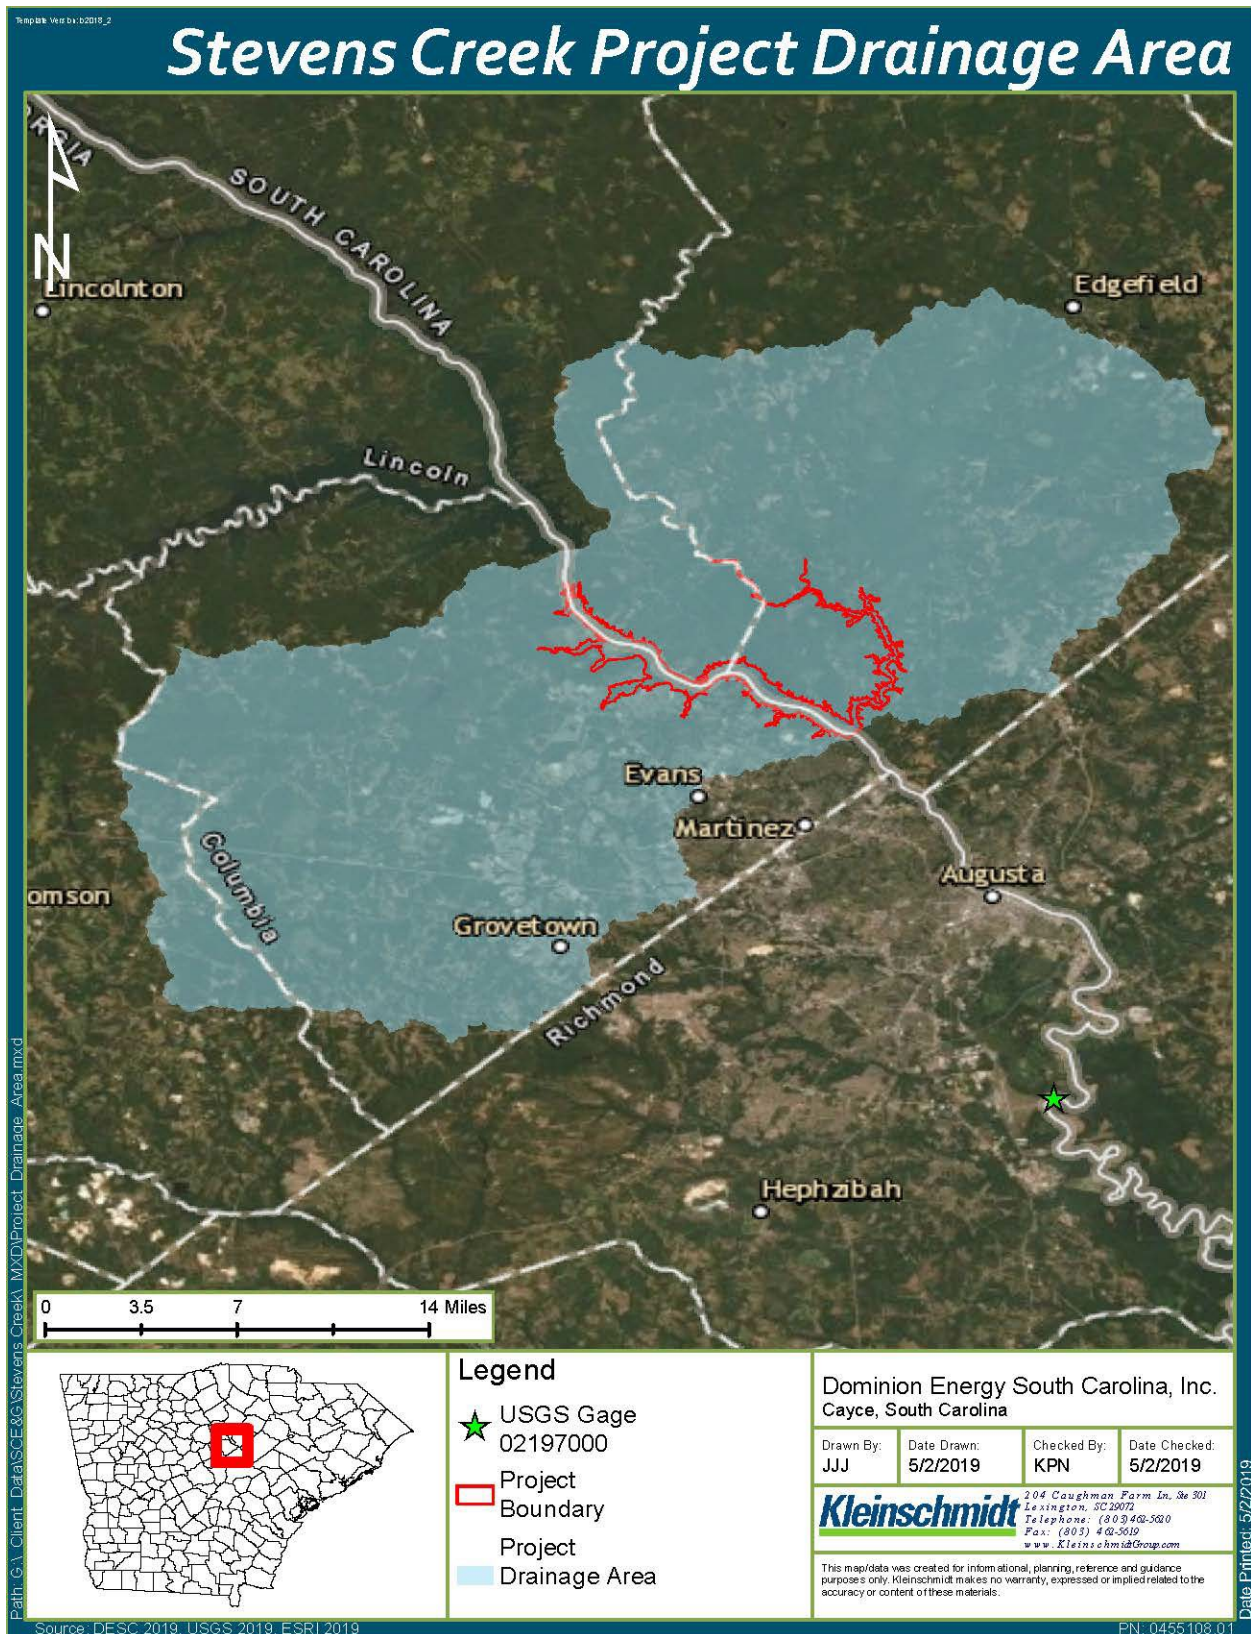 Template Version: b2018_2
Stevens Creek Project Drainage Area
ORGIA
SOUTH CAROLINA
N
Lincolnton
Edgefield
Lincoln
Evans
Martinez
Columbia
Augusta
omson
Grovetown
Richmond
Hephzibah
0 3.5 7 14 Miles
Path: G:\ Client_Data\SCE&G\Stevens Creek\ MXD\Project_Drainage_Area.mxd
Legend
USGS Gage
02197000
Project
Boundary
Project
Drainage Area
Dominion Energy South Carolina, Inc.
Cayce, South Carolina
Drawn By:
JJJ
Date Drawn:
5/2/2019
Checked By:
KPN
Date Checked:
5/2/2019
Kleinschmidt
204 Caughman Farm Ln, Ste 301
Lexington, SC 29072
Telephone: (803) 462-5620
Fax: (803) 462-5619
www.KleinschmidtGroup.com
This map/data was created for informational, planning, reference and guidance
purposes only. Kleinschmidt makes no warranty, expressed or implied related to the
accuracy or content of these materials.
Date Printed: 5/2/2019
Source: DESC 2019, USGS 2019, ESRI 2019
PN: 0455108.01